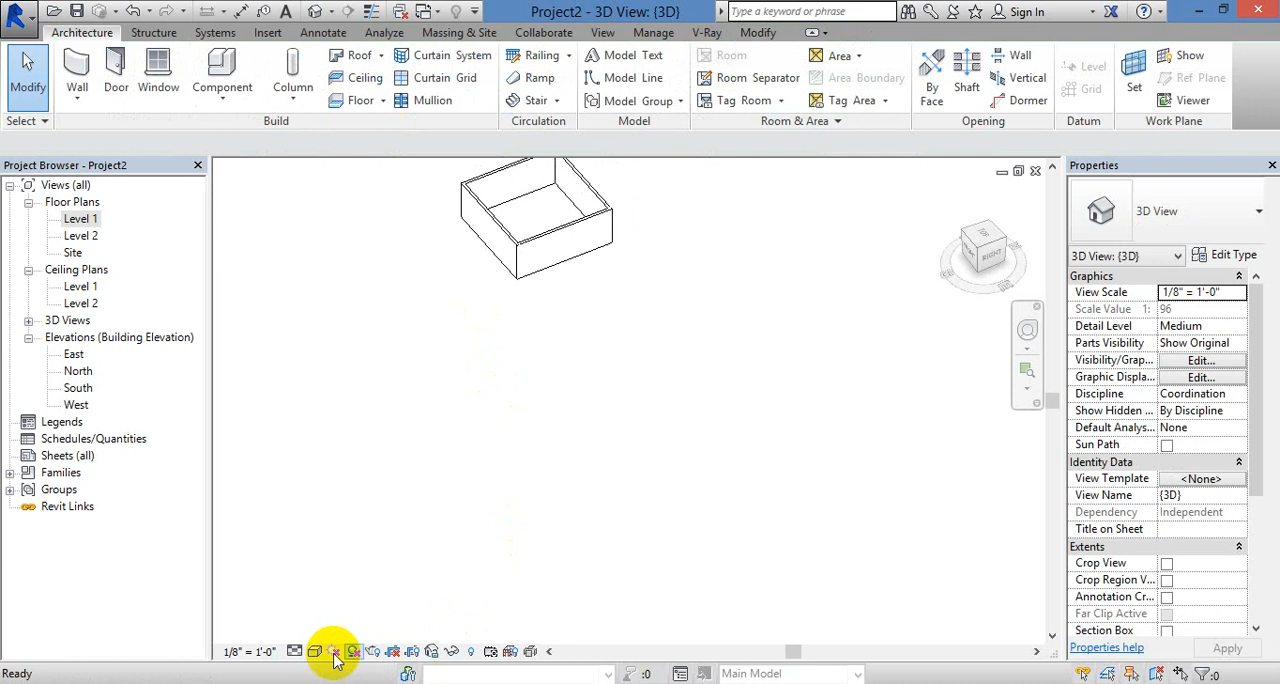 Project2 - 3D View: {3D}
Type a keyword or phrase
Sign In
Architecture Structure Systems Insert Annotate Analyze Massing & Site Collaborate View Manage V-Ray Modify
Modify
Select
Wall
Door
Window
Component
Column
Roof
Ceiling
Floor
Curtain System
Curtain Grid
Mullion
Build
Railing
Ramp
Stair
Circulation
Model Text
Model Line
Model Group
Model
Room
Room Separator
Tag Room
Area
Area Boundary
Tag Area
Room & Area
By
Face
Shaft
Wall
Vertical
Dormer
Opening
Level
Grid
Datum
Set
Show
Ref Plane
Viewer
Work Plane
Project Browser - Project2
Views (all)
Floor Plans
Level 1
Level 2
Site
Ceiling Plans
Level 1
Level 2
3D Views
Elevations (Building Elevation)
East
North
South
West
Legends
Schedules/Quantities
Sheets (all)
Families
Groups
Revit Links
TOP
RIGHT
Properties
3D View
3D View: {3D} Edit Type
Graphics
View Scale 1/8" = 1'-0"
Scale Value 1: 96
Detail Level Medium
Parts Visibility Show Original
Visibility/Grap... Edit...
Graphic Displa... Edit...
Discipline Coordination
Show Hidden ... By Discipline
Default Analys... None
Sun Path
Identity Data
View Template <None>
View Name {3D}
Dependency Independent
Title on Sheet
Extents
Crop View
Crop Region V...
Annotation Cr...
Far Clip Active
Section Box
Properties help Apply
1/8" = 1'-0"
Ready
:0
Main Model
:0